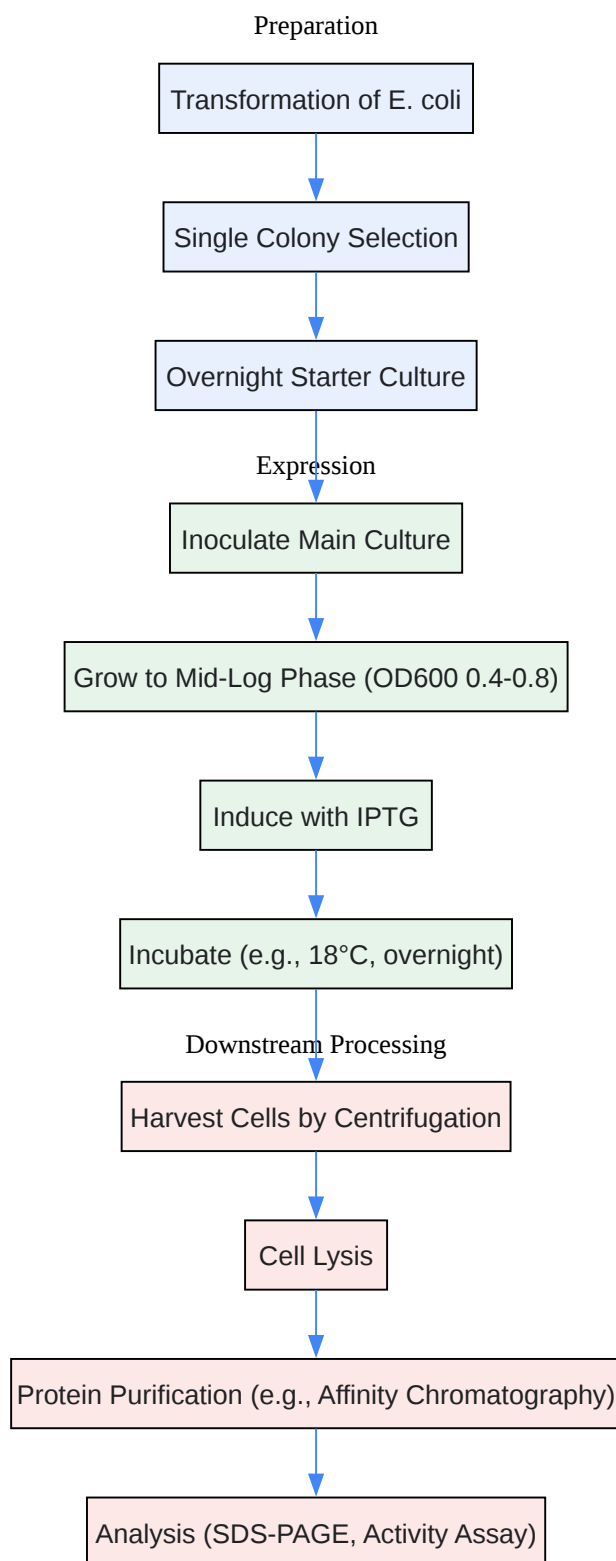 Preparation
Transformation of E. coli
Single Colony Selection
Overnight Starter Culture
Expression
Inoculate Main Culture
Grow to Mid-Log Phase (OD600 0.4-0.8)
Induce with IPTG
Incubate (e.g., 18°C, overnight)
Downstream Processing
Harvest Cells by Centrifugation
Cell Lysis
Protein Purification (e.g., Affinity Chromatography)
Analysis (SDS-PAGE, Activity Assay)